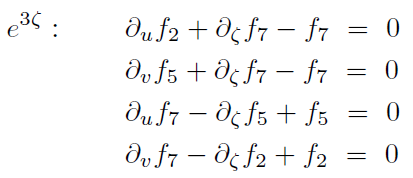 e^{3ζ} : ∂_u f_2 + ∂_ζ f_7 − f_7 = 0
∂_v f_5 + ∂_ζ f_7 − f_7 = 0
∂_u f_7 − ∂_ζ f_5 + f_5 = 0
∂_v f_7 − ∂_ζ f_2 + f_2 = 0